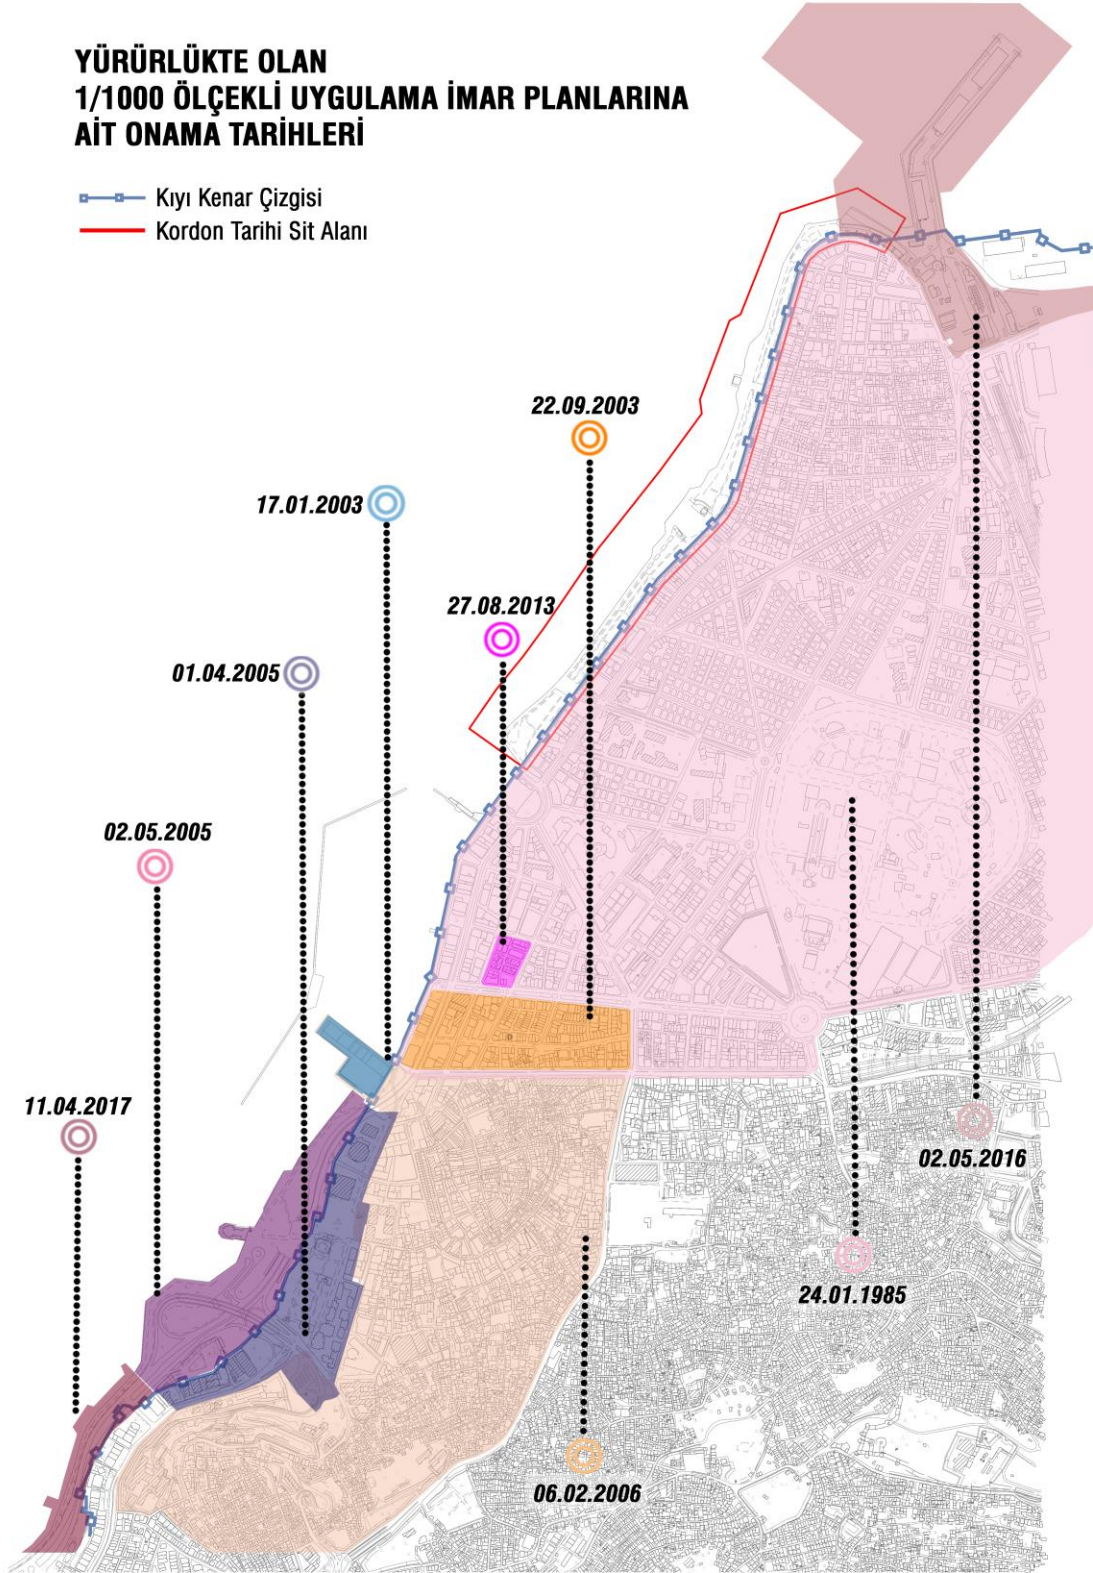 YÜRÜRLÜKTE OLAN
1/1000 ÖLÇEKLİ UYGULAMA İMAR PLANLARINA
AİT ONAMA TARİHLERİ
Kıyı Kenar Çizgisi
Kordon Tarihi Sit Alanı
22.09.2003
17.01.2003
27.08.2013
01.04.2005
02.05.2005
11.04.2017
02.05.2016
24.01.1985
06.02.2006